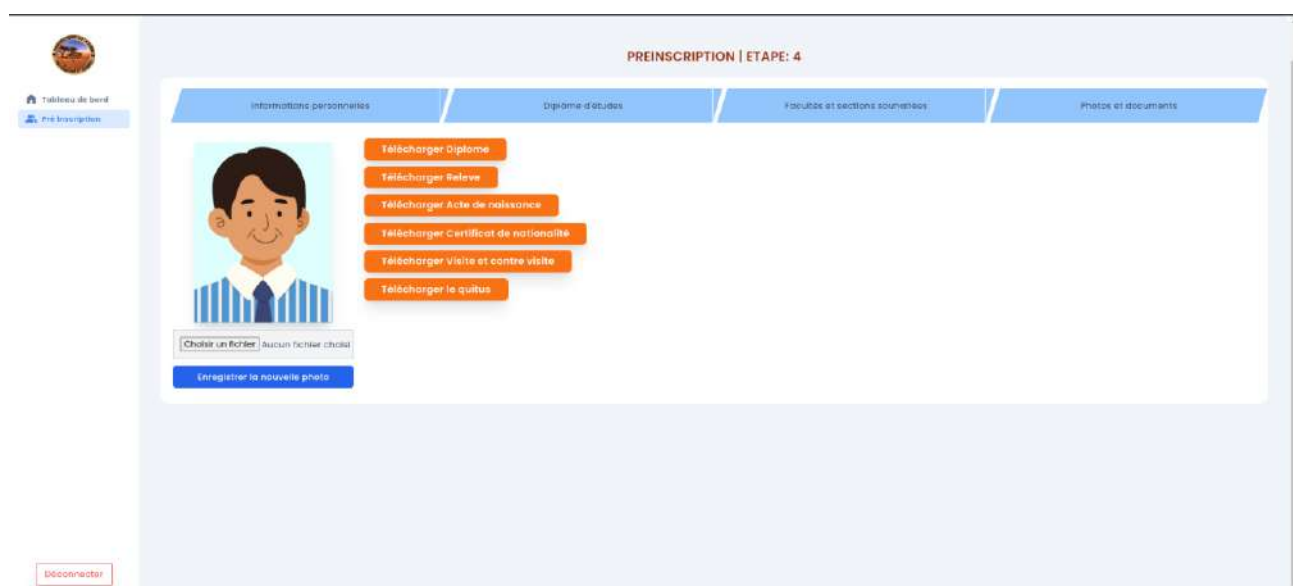 PREINSCRIPTION | ETAPE: 4
Tableau de bord
Pré Inscription
Informations personnelles
Diplôme d'études
Facultés et sections souhaitées
Photos et documents
Télécharger Diplome
Télécharger Releve
Télécharger Acte de naissance
Télécharger Certificat de nationalité
Télécharger Visite et contre visite
Télécharger le quitus
Choisir un fichier Aucun fichier choisi
Enregistrer la nouvelle photo
Déconnecter